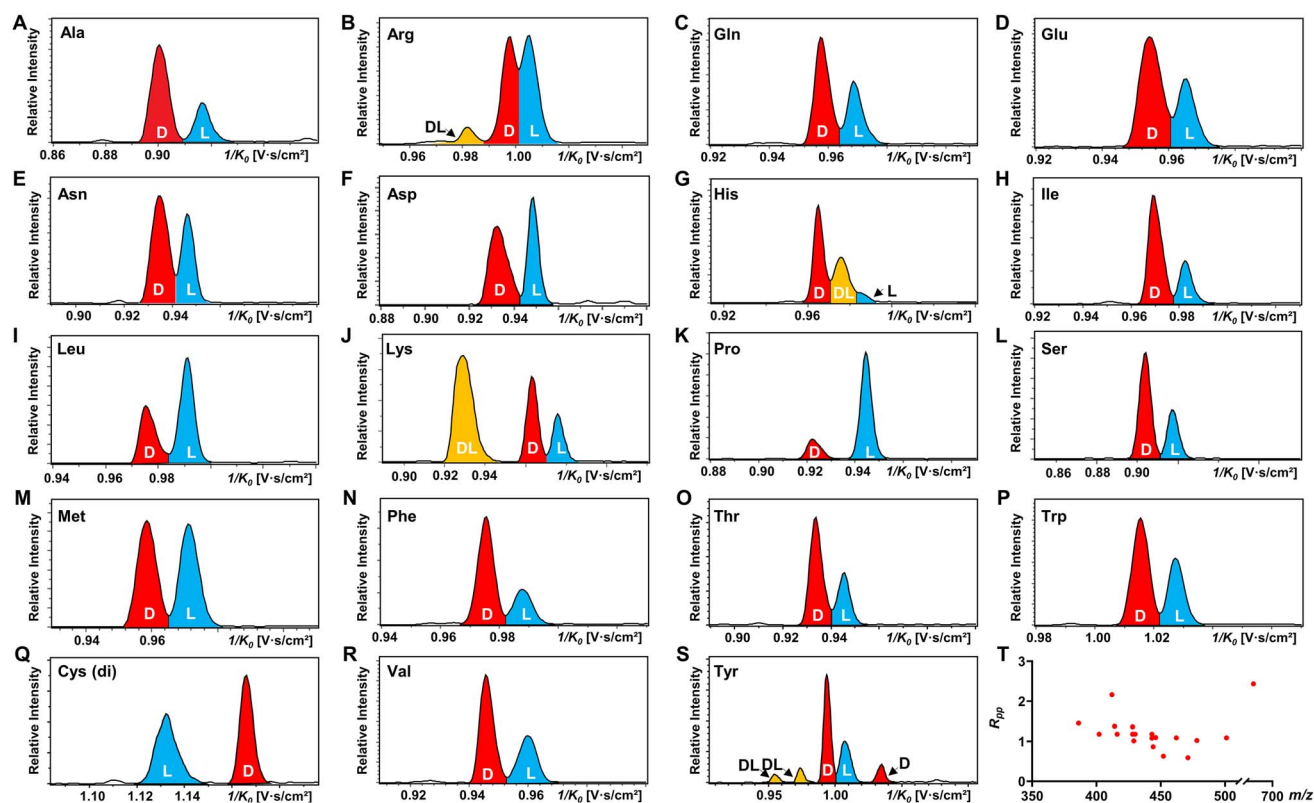 A
Ala
Relative Intensity
D
L
0.86 0.88 0.90 1/K₀ [V·s/cm²]
B
Arg
Relative Intensity
DL
D
L
0.96 0.98 1.00 1/K₀ [V·s/cm²]
C
Gln
Relative Intensity
D
L
0.92 0.96 1/K₀ [V·s/cm²]
D
Glu
Relative Intensity
D
L
0.92 0.94 0.96 1/K₀ [V·s/cm²]
E
Asn
Relative Intensity
D
L
0.90 0.92 0.94 1/K₀ [V·s/cm²]
F
Asp
Relative Intensity
D
L
0.88 0.90 0.92 0.94 1/K₀ [V·s/cm²]
G
His
Relative Intensity
D
DL
L
0.92 0.96 1/K₀ [V·s/cm²]
H
Ile
Relative Intensity
D
L
0.92 0.94 0.96 0.98 1/K₀ [V·s/cm²]
I
Leu
Relative Intensity
D
L
0.94 0.96 0.98 1/K₀ [V·s/cm²]
J
Lys
Relative Intensity
DL
D
L
0.90 0.92 0.94 1/K₀ [V·s/cm²]
K
Pro
Relative Intensity
D
L
0.88 0.90 0.92 0.94 1/K₀ [V·s/cm²]
L
Ser
Relative Intensity
D
L
0.86 0.88 0.90 1/K₀ [V·s/cm²]
M
Met
Relative Intensity
D
L
0.94 0.96 1/K₀ [V·s/cm²]
N
Phe
Relative Intensity
D
L
0.94 0.96 0.98 1/K₀ [V·s/cm²]
O
Thr
Relative Intensity
D
L
0.90 0.92 0.94 1/K₀ [V·s/cm²]
P
Trp
Relative Intensity
D
L
0.98 1.00 1.02 1/K₀ [V·s/cm²]
Q
Cys (di)
Relative Intensity
L
D
1.10 1.12 1.14 1/K₀ [V·s/cm²]
R
Val
Relative Intensity
D
L
0.92 0.94 0.96 1/K₀ [V·s/cm²]
S
Tyr
Relative Intensity
DL DL
D
L
D
0.95 1.00 1/K₀ [V·s/cm²]
T
3
2
1
0
Rpp
400 500 700 m/z